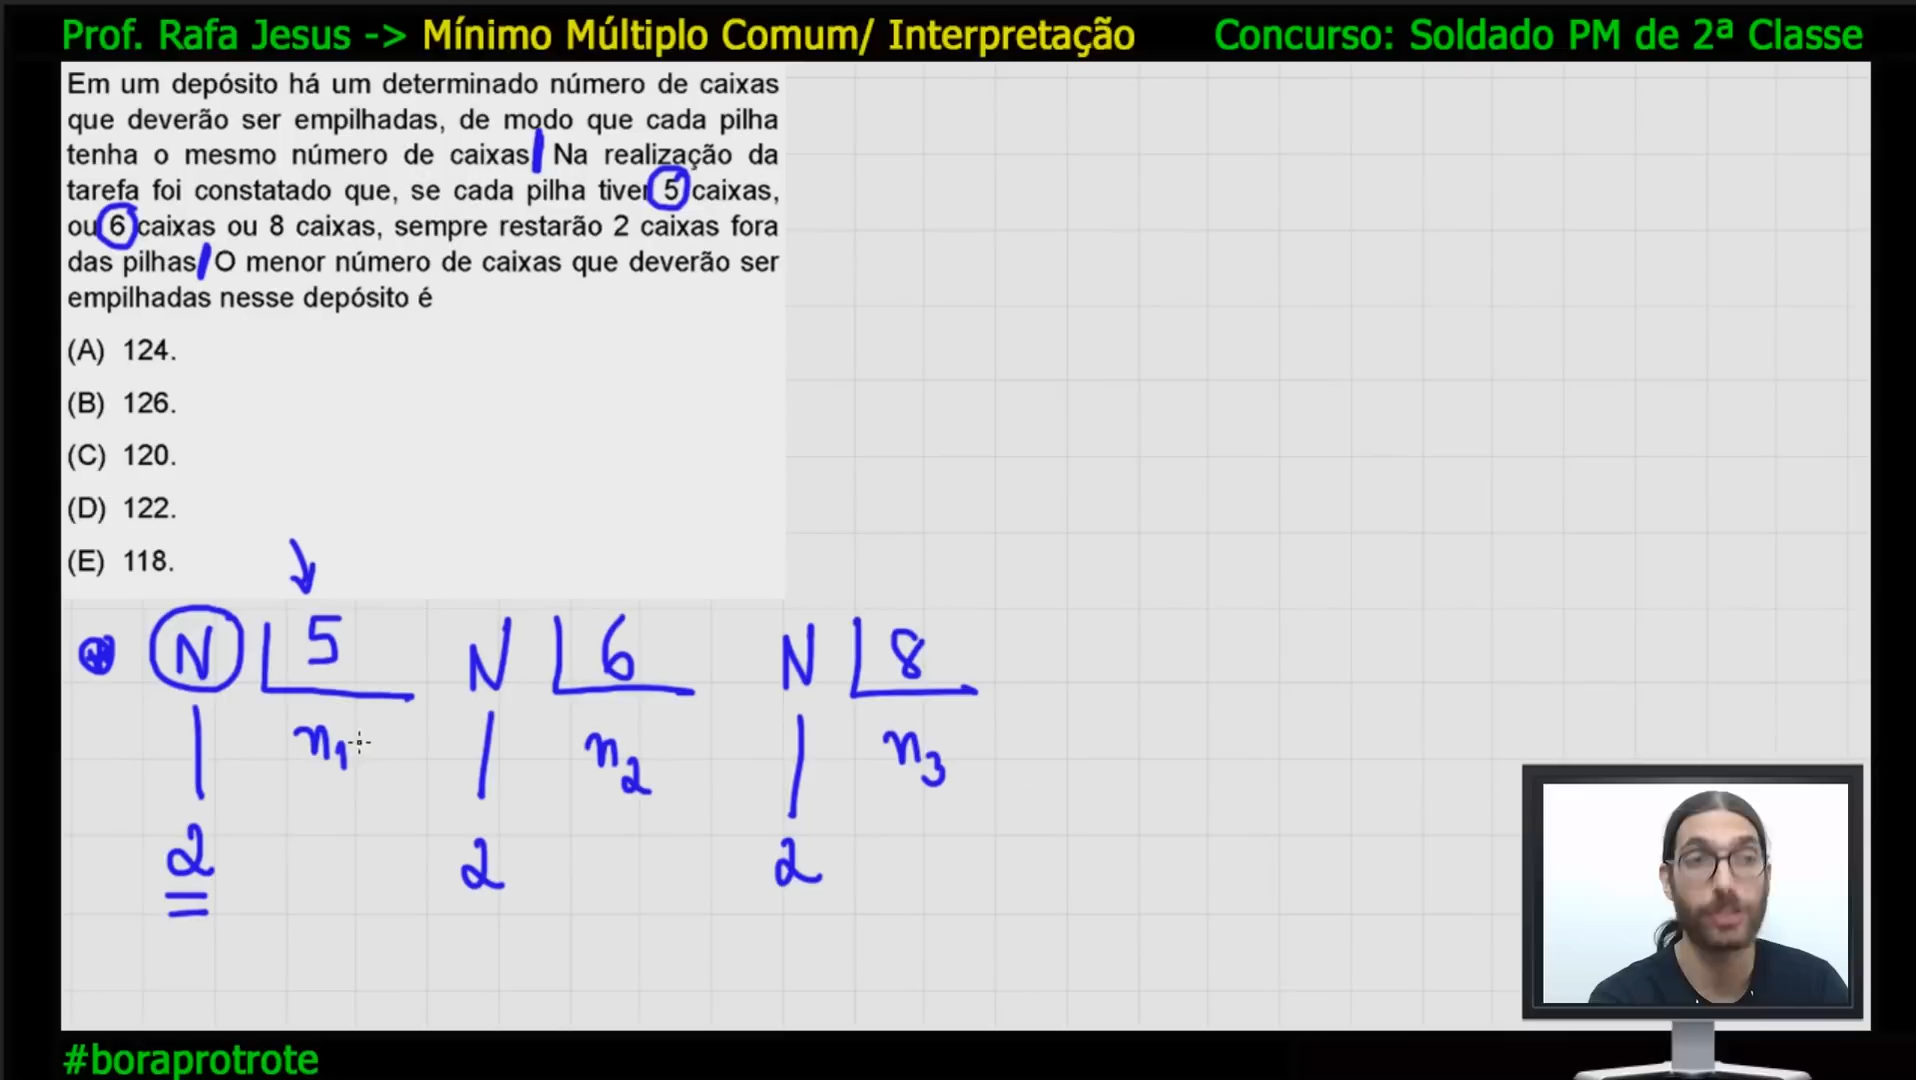 Prof. Rafa Jesus -> Mínimo Múltiplo Comum/ Interpretação Concurso: Soldado PM de 2ª Classe
Em um depósito há um determinado número de caixas
que deverão ser empilhadas, de modo que cada pilha
tenha o mesmo número de caixas Na realização da
tarefa foi constatado que, se cada pilha tiver 5 caixas,
ou 6 caixas ou 8 caixas, sempre restarão 2 caixas fora
das pilhas O menor número de caixas que deverão ser
empilhadas nesse depósito é
(A) 124.
(B) 126.
(C) 120.
(D) 122.
(E) 118.
N 5 N 6 N 8
n1 n2 n3
2 2 2
#boraprotrote